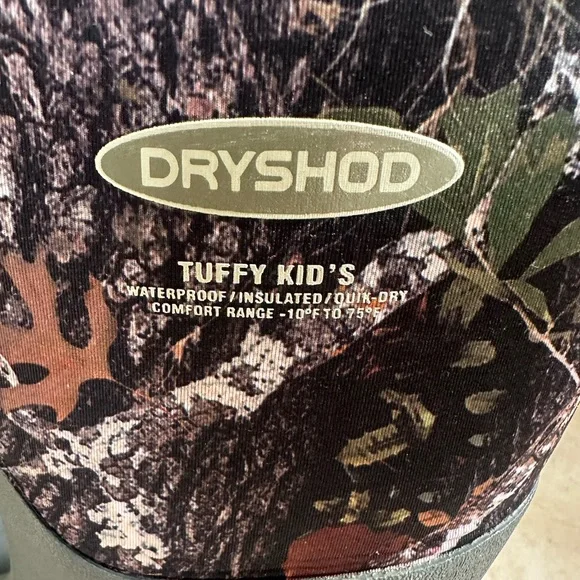 DRYSHOD
TUFFY KID'S
WATERPROOF/INSULATED/QUIK-DRY
COMFORT RANGE -10°F TO 75°F